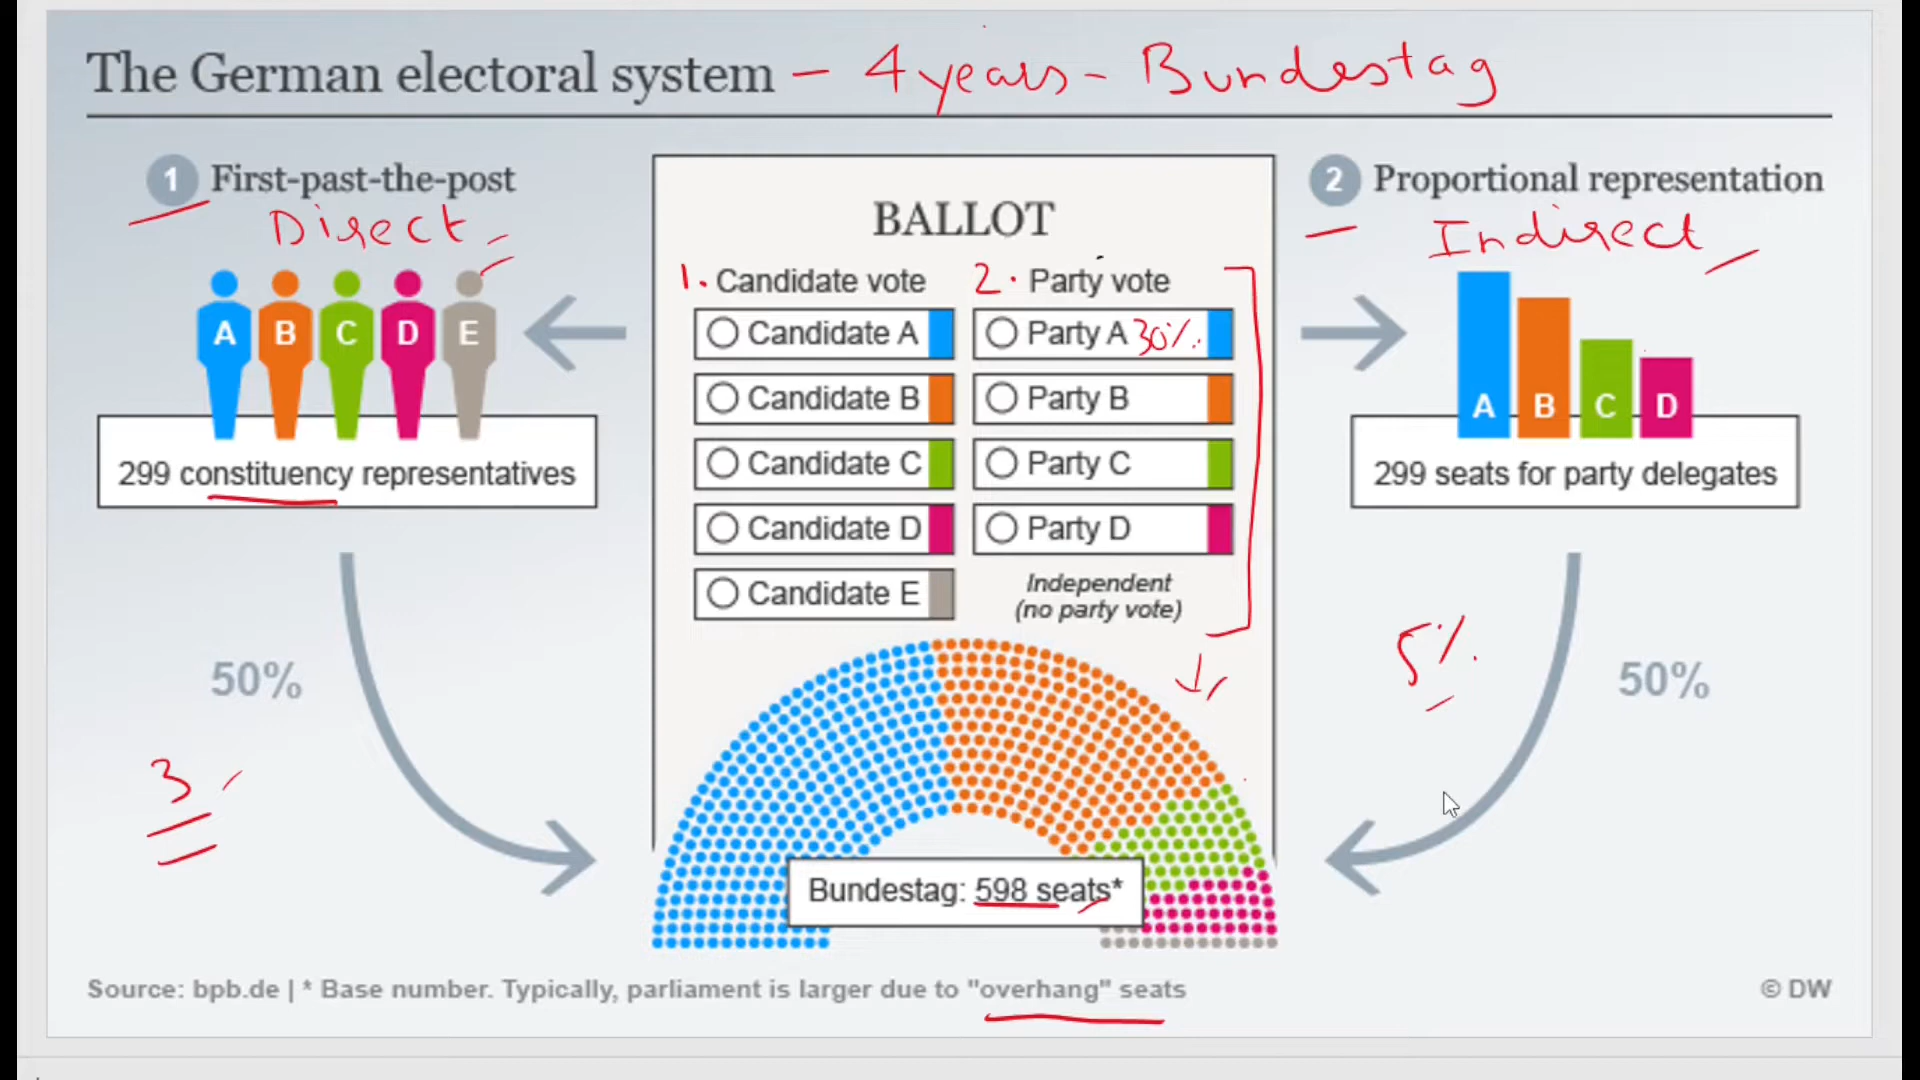 The German electoral system - 4 years - Bundestag
1 First-past-the-post
Direct
A B C D E
299 constituency representatives
50%
3
BALLOT
1. Candidate vote
Candidate A
Candidate B
Candidate C
Candidate D
Candidate E
2. Party vote
Party A 30%
Party B
Party C
Party D
Independent
(no party vote)
Bundestag: 598 seats*
2 Proportional representation
Indirect
A B C D
299 seats for party delegates
5%
50%
Source: bpb.de | * Base number. Typically, parliament is larger due to "overhang" seats
© DW